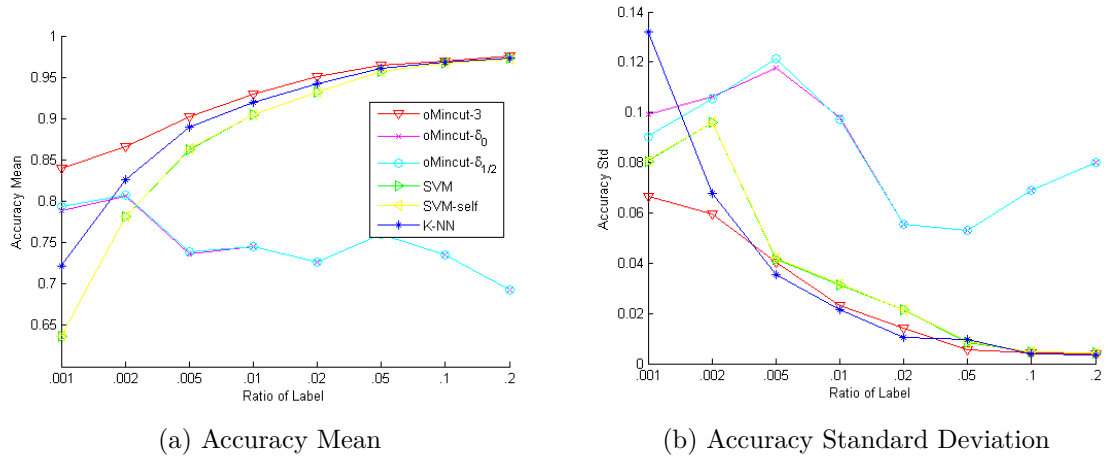 1
0.95
0.9
0.85
0.8
0.75
0.7
0.65
Accuracy Mean
.001 .002 .005 .01 .02 .05 .1 .2
Ratio of Label
oMincut-3
oMincut-δ0
oMincut-δ1/2
SVM
SVM-self
K-NN
(a) Accuracy Mean
0.14
0.12
0.1
0.08
0.06
0.04
0.02
0
Accuracy Std
.001 .002 .005 .01 .02 .05 .1 .2
Ratio of Label
(b) Accuracy Standard Deviation